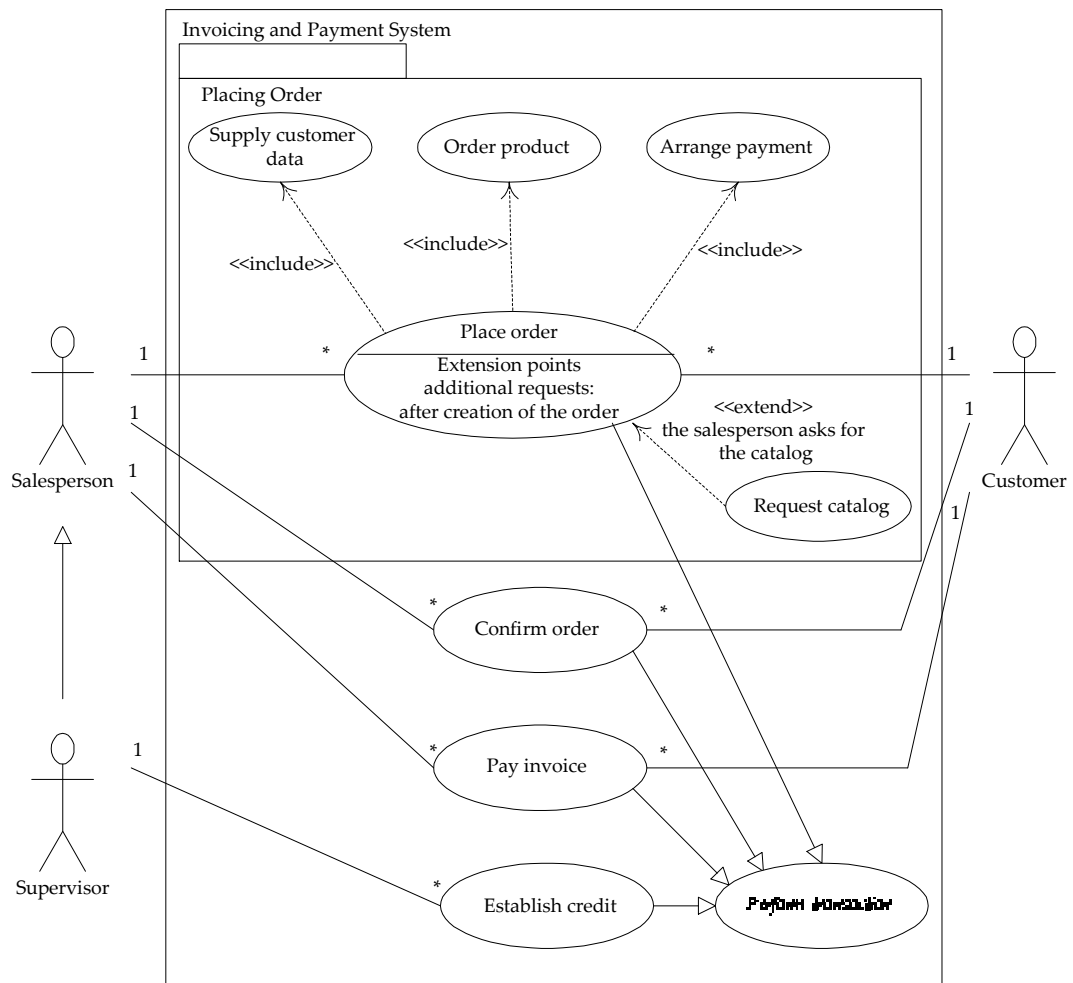 Invoicing and Payment System
Placing Order
Supply customer
data
Order product
Arrange payment
<<include>>
<<include>>
<<include>>
Place order
Extension points
additional requests:
after creation of the order
1
*
*
1
<<extend>>
the salesperson asks for
the catalog
Request catalog
Salesperson
Customer
1
1
1
1
*
Confirm order
*
*
Pay invoice
*
1
Supervisor
*
Establish credit
Perform transaction